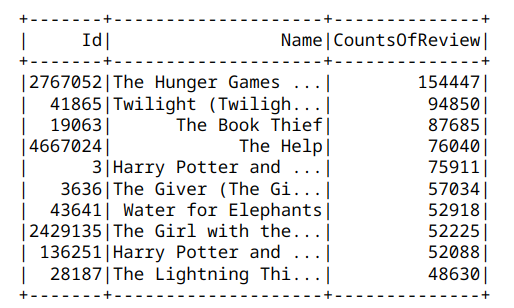 +-------+--------------------+--------------+
|     Id|                Name|CountsOfReview|
+-------+--------------------+--------------+
|2767052|The Hunger Games ...|        154447|
|  41865|Twilight (Twiligh...|         94850|
|  19063|      The Book Thief|         87685|
|4667024|            The Help|         76040|
|      3|Harry Potter and ...|         75911|
|   3636|The Giver (The Gi...|         57034|
|  43641| Water for Elephants|         52918|
|2429135|The Girl with the...|         52225|
| 136251|Harry Potter and ...|         52088|
|  28187|The Lightning Thi...|         48630|
+-------+--------------------+--------------+